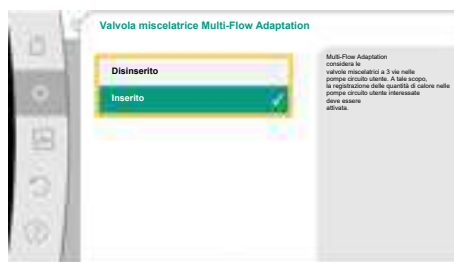 Valvola miscelatrice Multi-Flow Adaptation
Disinserito
Inserito
Multi-Flow Adaptation
considera le
valvole miscelatrici a 3 vie nelle
pompe circuito utente. A tale scopo,
la registrazione delle quantità di calore nelle
pompe circuito utente interessate
deve essere
attivata.